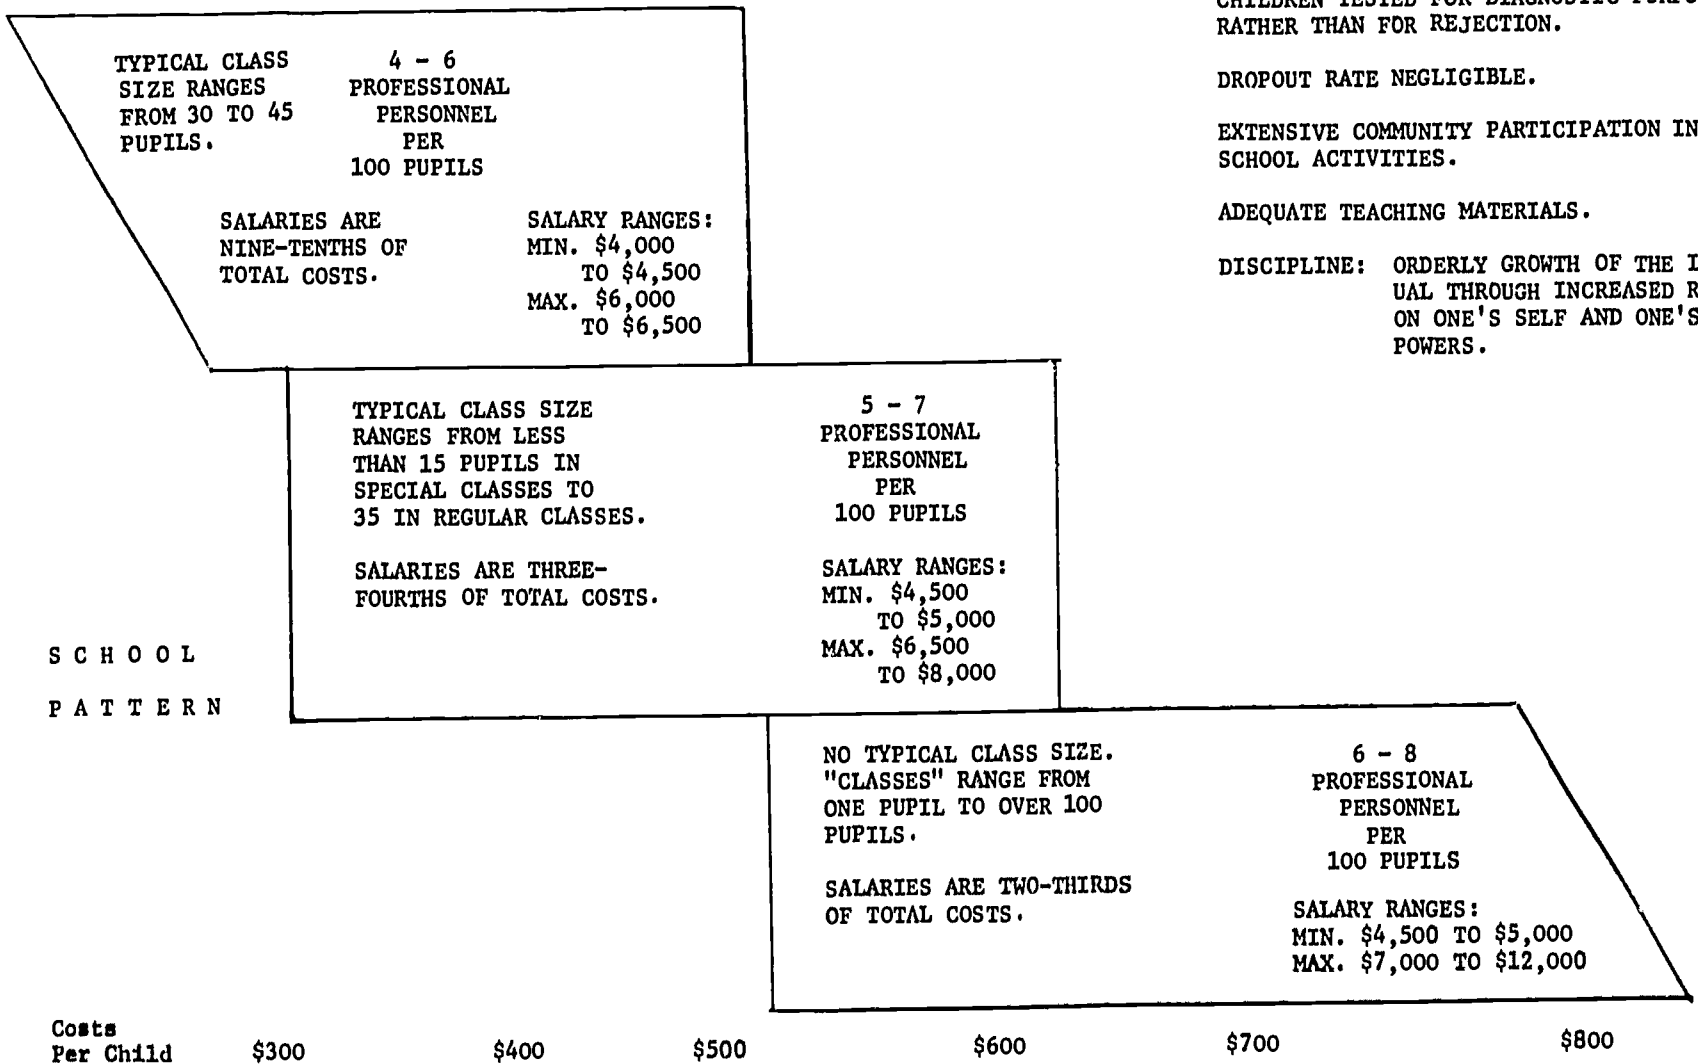 CHILDREN TESTED FOR DIAGNOSTIC
RATHER THAN FOR REJECTION.
DROPOUT RATE NEGLIGIBLE.
EXTENSIVE COMMUNITY PARTICIPATION IN
SCHOOL ACTIVITIES.
ADEQUATE TEACHING MATERIALS.
DISCIPLINE: ORDERLY GROWTH OF THE
UAL THROUGH INCREASED
ON ONE'S SELF AND ONE'S
POWERS.
TYPICAL CLASS
SIZE RANGES
FROM 30 TO 45
PUPILS.
4 - 6
PROFESSIONAL
PERSONNEL
PER
100 PUPILS
SALARIES ARE
NINE-TENTHS OF
TOTAL COSTS.
SALARY RANGES:
MIN. $4,000
TO $4,500
MAX. $6,000
TO $6,500
TYPICAL CLASS SIZE
RANGES FROM LESS
THAN 15 PUPILS IN
SPECIAL CLASSES TO
35 IN REGULAR CLASSES.
SALARIES ARE THREE-
FOURTHS OF TOTAL COSTS.
5 - 7
PROFESSIONAL
PERSONNEL
PER
100 PUPILS
SALARY RANGES:
MIN. $4,500
TO $5,000
MAX. $6,500
TO $8,000
S C H O O L
P A T T E R N
NO TYPICAL CLASS SIZE.
"CLASSES" RANGE FROM
ONE PUPIL TO OVER 100
PUPILS.
SALARIES ARE TWO-THIRDS
OF TOTAL COSTS.
6 - 8
PROFESSIONAL
PERSONNEL
PER
100 PUPILS
SALARY RANGES:
MIN. $4,500 TO $5,000
MAX. $7,000 TO $12,000
Costs
Per Child $300 $400 $500 $600 $700 $800